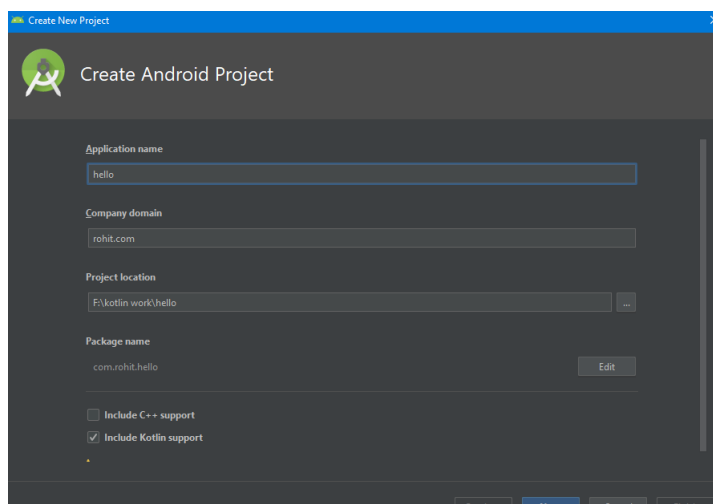 Create New Project
Create Android Project
Application name
hello
Company domain
rohit.com
Project location
F:\kotlin work\hello
...
Package name
com.rohit.hello
Edit
Include C++ support
Include Kotlin support